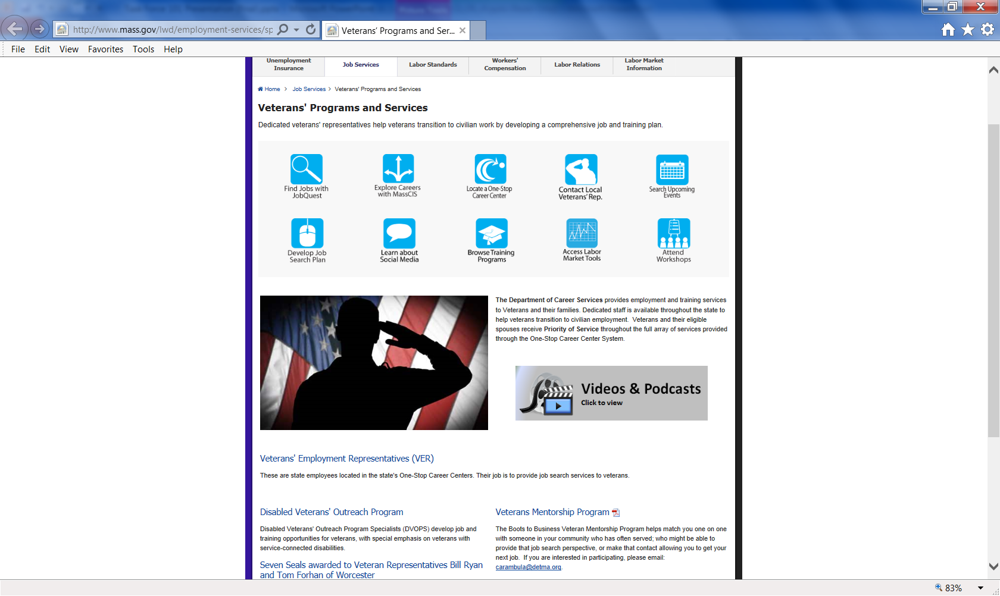 http://www.mass.gov/lwd/employment-services/sp
Veterans' Programs and Ser...
File Edit View Favorites Tools Help
Unemployment
Insurance
Job Services
Labor Standards
Workers'
Compensation
Labor Relations
Labor Market
Information
Home > Job Services > Veterans' Programs and Services
Veterans' Programs and Services
Dedicated veterans' representatives help veterans transition to civilian work by developing a comprehensive job and training plan.
Find Jobs with
JobQuest
Explore Careers
with MassCIS
Locate a One-Stop
Career Center
Contact Local
Veterans' Rep.
Search Upcoming
Events
Develop Job
Search Plan
Learn about
Social Media
Browse Training
Programs
Access Labor
Market Tools
Attend
Workshops
The Department of Career Services provides employment and training services
to Veterans and their families. Dedicated staff is available throughout the state to
help veterans transition to civilian employment. Veterans and their eligible
spouses receive Priority of Service throughout the full array of services provided
through the One-Stop Career Center System.
Videos & Podcasts
Click to view
Veterans' Employment Representatives (VER)
These are state employees located in the state's One-Stop Career Centers. Their job is to provide job search services to veterans.
Disabled Veterans' Outreach Program
Disabled Veterans' Outreach Program Specialists (DVOPS) develop job and
training opportunities for veterans, with special emphasis on veterans with
service-connected disabilities.
Seven Seals awarded to Veteran Representatives Bill Ryan
and Tom Forhan of Worcester
Veterans Mentorship Program
The Boots to Business Veteran Mentorship Program helps match you one on one
with someone in your community who has often served; who might be able to
provide that job search perspective, or make that contact allowing you to get your
next job. If you are interested in participating, please email:
carambula@detma.org.
83%